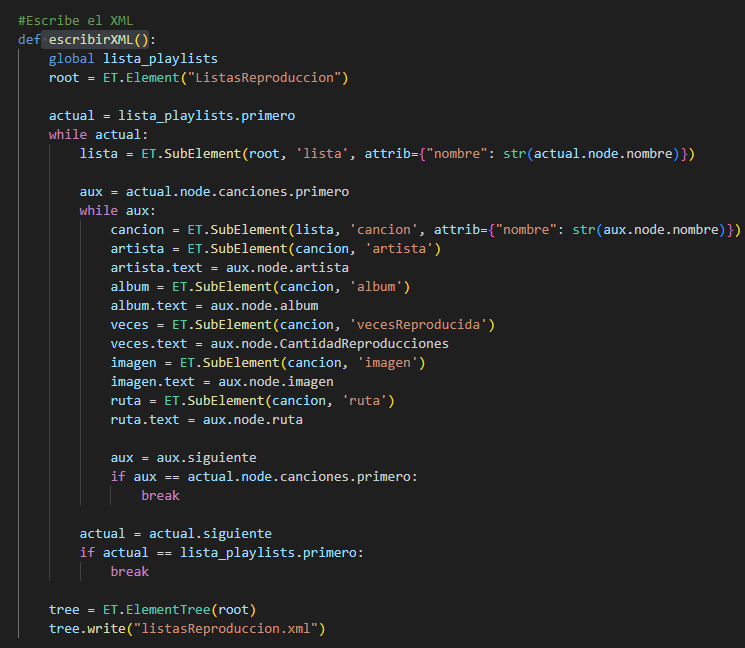 #Escribe el XML
def escribirXML():
    global lista_playlists
    root = ET.Element("ListasReproduccion")

    actual = lista_playlists.primero
    while actual:
        lista = ET.SubElement(root, 'lista', attrib={"nombre": str(actual.node.nombre)})

        aux = actual.node.canciones.primero
        while aux:
            cancion = ET.SubElement(lista, 'cancion', attrib={"nombre": str(aux.node.nombre)})
            artista = ET.SubElement(cancion, 'artista')
            artista.text = aux.node.artista
            album = ET.SubElement(cancion, 'album')
            album.text = aux.node.album
            veces = ET.SubElement(cancion, 'vecesReproducida')
            veces.text = aux.node.CantidadReproducciones
            imagen = ET.SubElement(cancion, 'imagen')
            imagen.text = aux.node.imagen
            ruta = ET.SubElement(cancion, 'ruta')
            ruta.text = aux.node.ruta

            aux = aux.siguiente
            if aux == actual.node.canciones.primero:
                break

        actual = actual.siguiente
        if actual == lista_playlists.primero:
            break

    tree = ET.ElementTree(root)
    tree.write("listasReproduccion.xml")